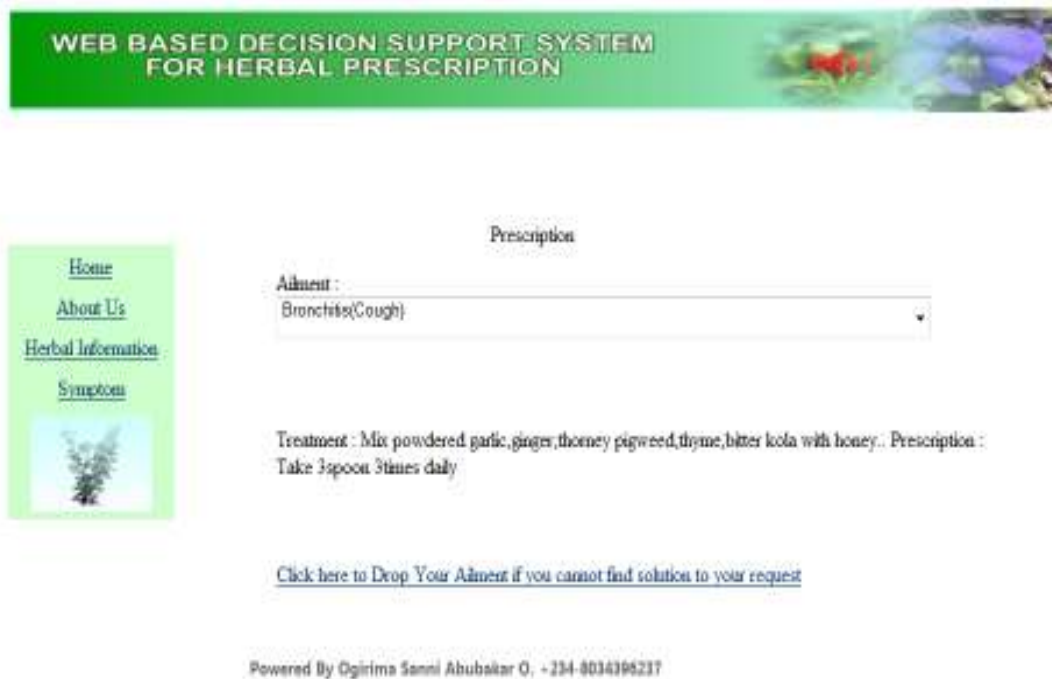 WEB BASED DECISION SUPPORT SYSTEM
FOR HERBAL PRESCRIPTION
Prescription
Home
About Us
Herbal Information
Symptom
Ailment :
Bronchitis(Cough)
Treatment : Mix powdered garlic,ginger,thorney pigweed,thyme,bitter kola with honey.. Prescription :
Take 3spoon 3times daily
Click here to Drop Your Ailment if you cannot find solution to your request
Powered By Ogirima Sanni Abubakar O. +234-8034396237